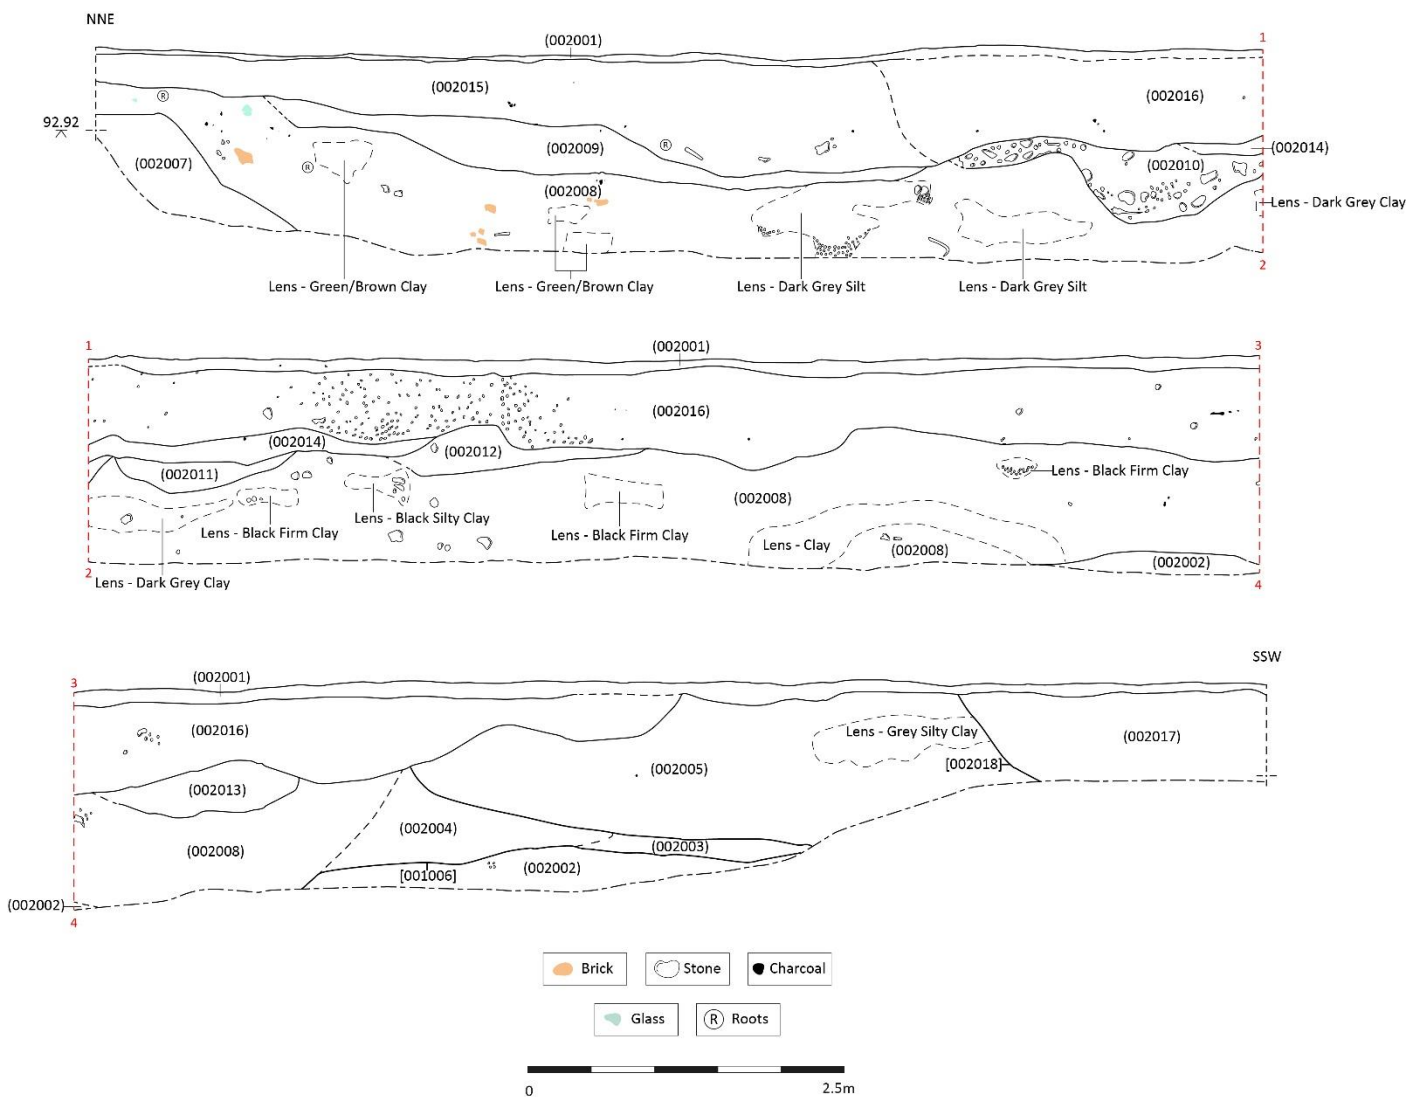 NNE
(002001)
1
(002015)
(002016)
R
92.92
(002007)
R
(002009)
R
(002014)
(002010)
(002008)
Lens - Dark Grey Clay
2
Lens - Green/Brown Clay
Lens - Green/Brown Clay
Lens - Dark Grey Silt
Lens - Dark Grey Silt
1
(002001)
3
(002016)
(002014)
(002012)
(002011)
Lens - Black Firm Clay
(002008)
Lens - Black Silty Clay
Lens - Black Firm Clay
Lens - Black Firm Clay
Lens - Clay
(002008)
(002002)
2
Lens - Dark Grey Clay
4
SSW
3
(002001)
(002016)
Lens - Grey Silty Clay
(002017)
(002005)
[002018]
(002013)
(002004)
(002003)
(002008)
(002002)
[001006]
(002002)
4
Brick
Stone
Charcoal
Glass
R Roots
0
2.5m